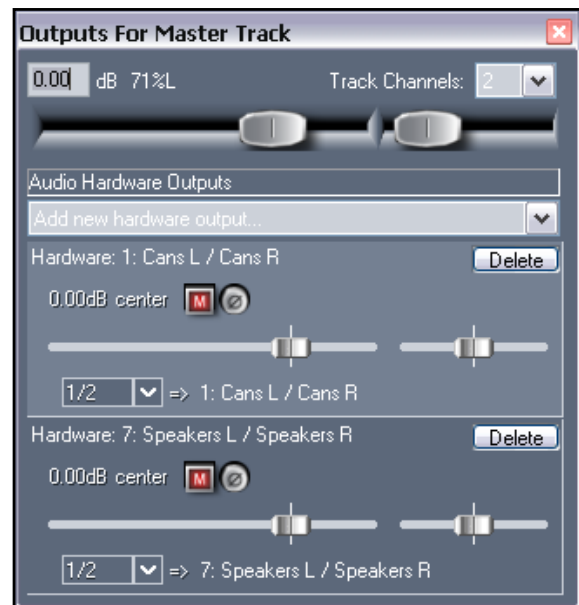 Outputs For Master Track
0.00 dB 71%L Track Channels: 2
Audio Hardware Outputs
Add new hardware output...
Hardware: 1: Cans L / Cans R Delete
0.00dB center M ø
1/2 => 1: Cans L / Cans R
Hardware: 7: Speakers L / Speakers R Delete
0.00dB center M ø
1/2 => 7: Speakers L / Speakers R